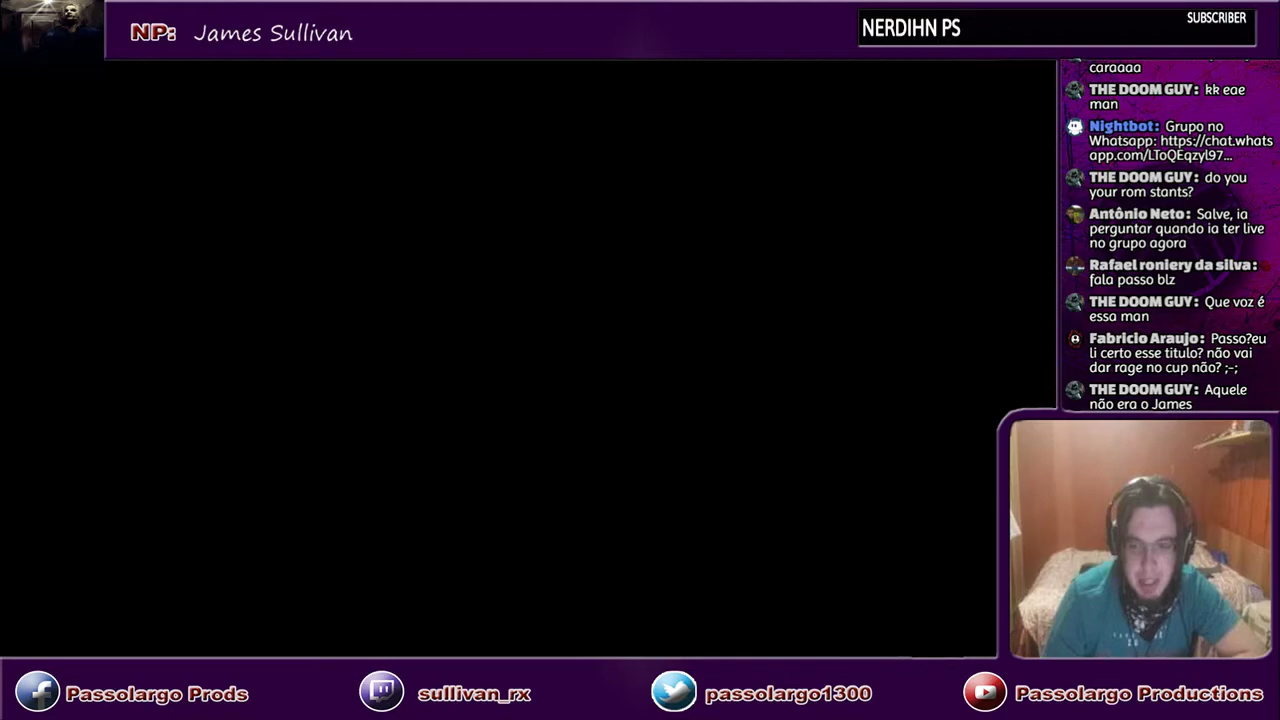 NP: James Sullivan
NERDIHN PS
SUBSCRIBER
caraaaa
THE DOOM GUY: kk eae
man
Nightbot: Grupo no
Whatsapp: https://chat.whats
app.com/LToQEqzyl97...
THE DOOM GUY: do you
your rom stants?
Antônio Neto: Salve, ia
perguntar quando ia ter live
no grupo agora
Rafael roniery da silva:
fala passo blz
THE DOOM GUY: Que voz é
essa man
Fabricio Araujo: Passo?eu
li certo esse titulo? não vai
dar rage no cup não? ;-;
THE DOOM GUY: Aquele
não era o James
Passolargo Prods
sullivan_rx
passolargo1300
Passolargo Productions